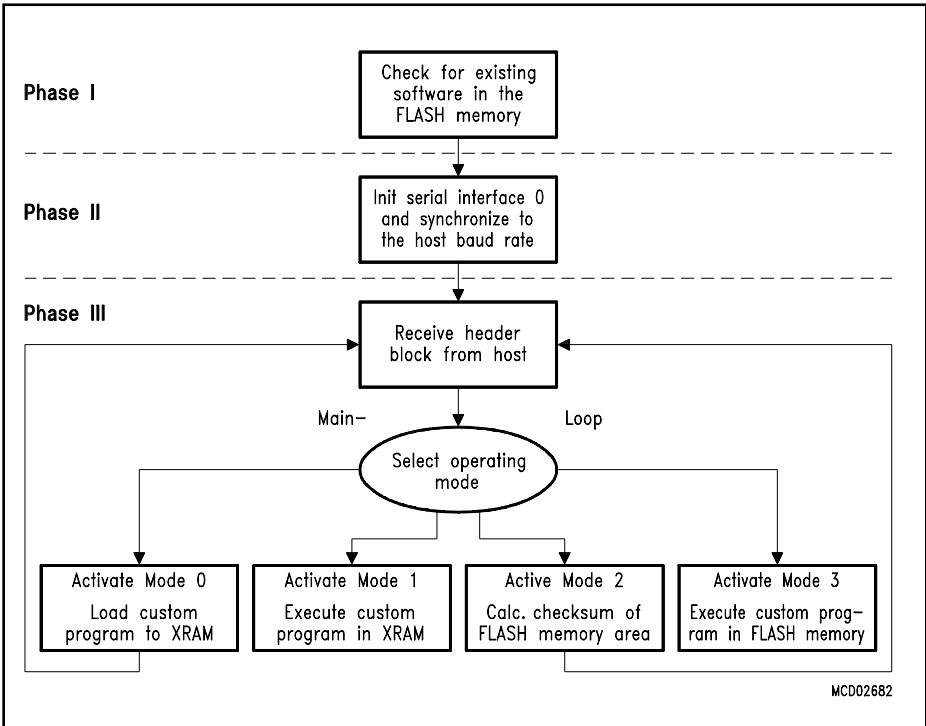 Phase I
Check for existing
software in the
FLASH memory
Phase II
Init serial interface 0
and synchronize to
the host baud rate
Phase III
Receive header
block from host
Main-
Loop
Select operating
mode
Activate Mode 0
Load custom
program to XRAM
Activate Mode 1
Execute custom
program in XRAM
Active Mode 2
Calc. checksum of
FLASH memory area
Activate Mode 3
Execute custom prog-
ram in FLASH memory
MCD02682